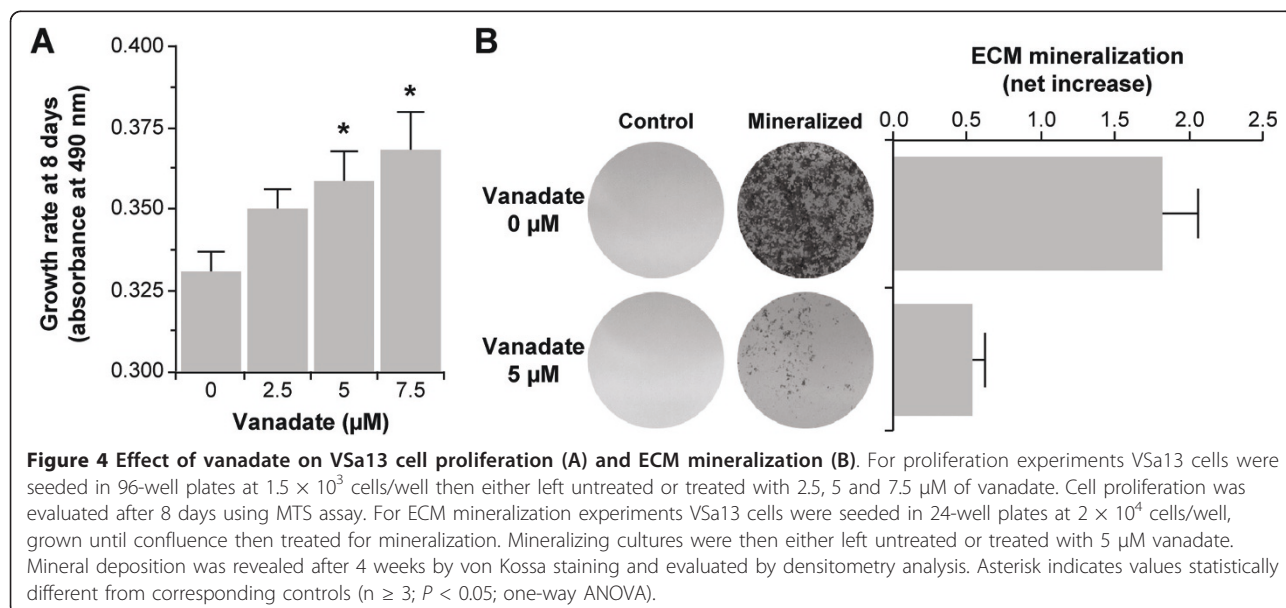 A
0.400
0.375
0.350
0.325
0.300
Growth rate at 8 days
(absorbance at 490 nm)
*
*
0 2.5 5 7.5
Vanadate (µM)
B
ECM mineralization
(net increase)
0.0 0.5 1.0 1.5 2.0 2.5
Control Mineralized
Vanadate
0 µM
Vanadate
5 µM
Figure 4 Effect of vanadate on VSa13 cell proliferation (A) and ECM mineralization (B). For proliferation experiments VSa13 cells were
seeded in 96-well plates at 1.5 × 10³ cells/well then either left untreated or treated with 2.5, 5 and 7.5 µM of vanadate. Cell proliferation was
evaluated after 8 days using MTS assay. For ECM mineralization experiments VSa13 cells were seeded in 24-well plates at 2 × 10⁴ cells/well,
grown until confluence then treated for mineralization. Mineralizing cultures were then either left untreated or treated with 5 µM vanadate.
Mineral deposition was revealed after 4 weeks by von Kossa staining and evaluated by densitometry analysis. Asterisk indicates values statistically
different from corresponding controls (n ≥ 3; P < 0.05; one-way ANOVA).